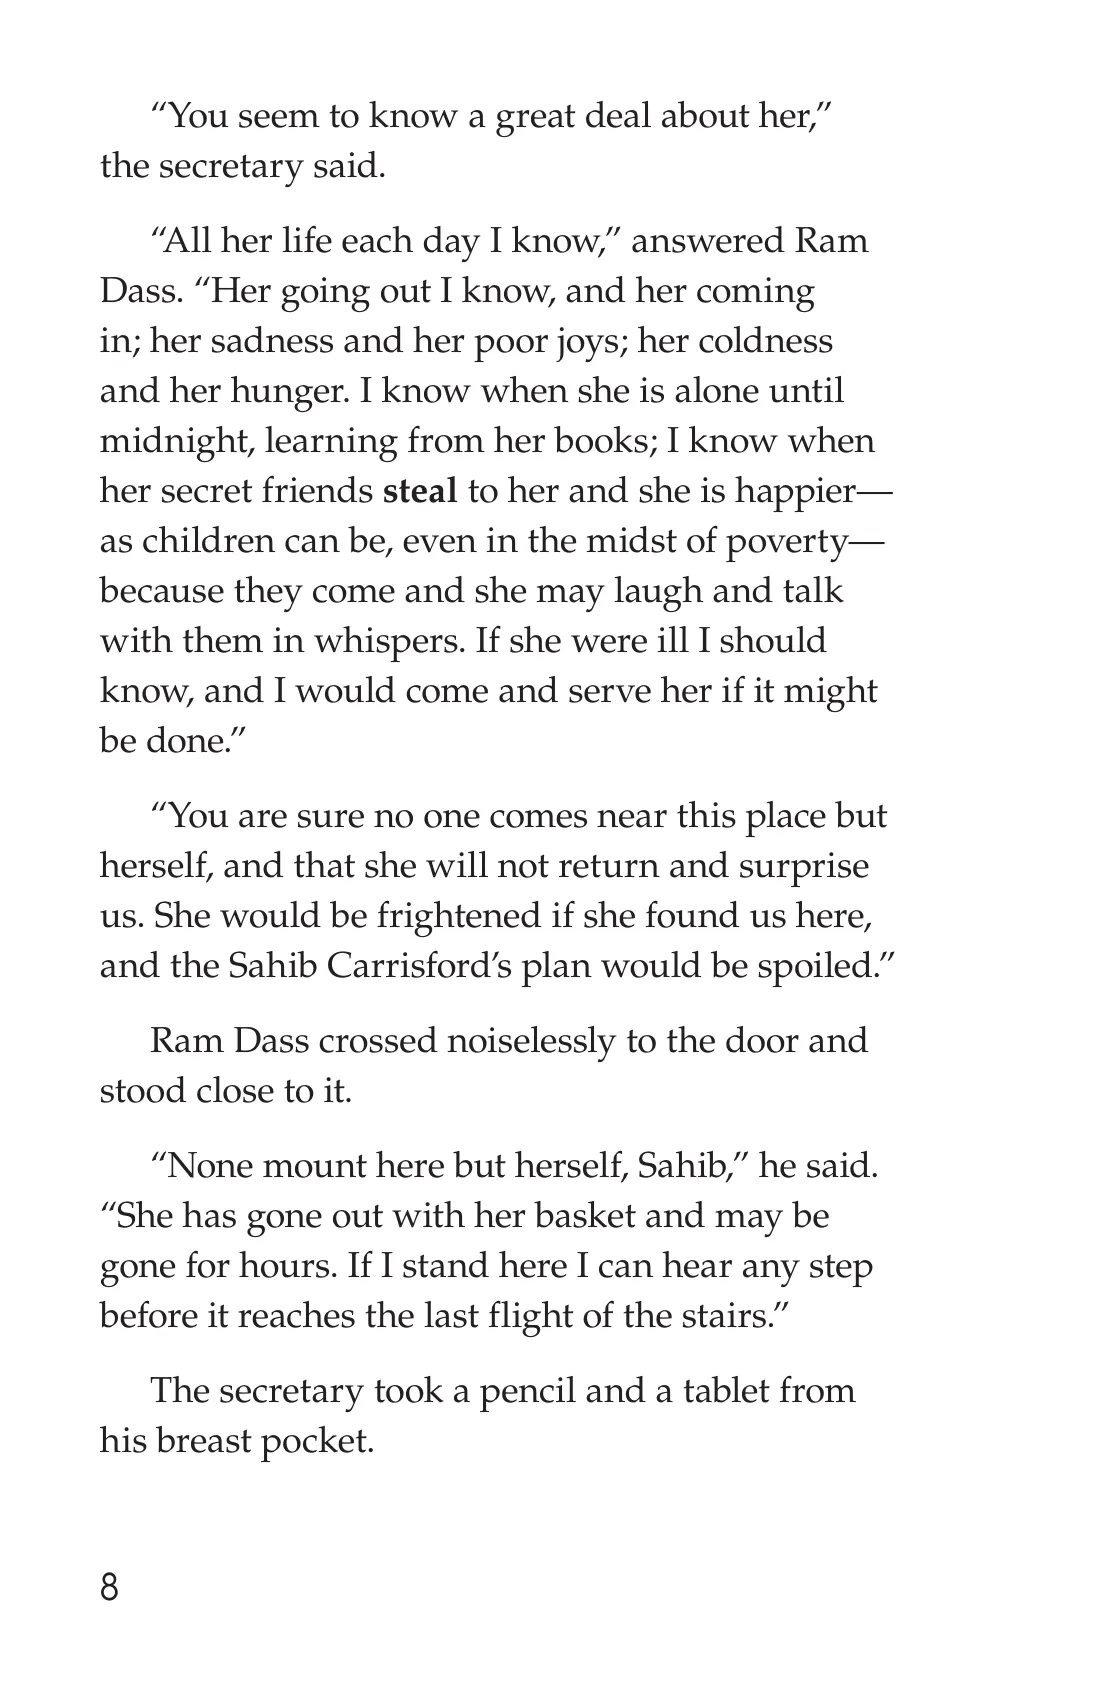 “You seem to know a great deal about her,”
the secretary said.
“All her life each day I know,” answered Ram
Dass. “Her going out I know, and her coming
in; her sadness and her poor joys; her coldness
and her hunger. I know when she is alone until
midnight, learning from her books; I know when
her secret friends steal to her and she is happier—
as children can be, even in the midst of poverty—
because they come and she may laugh and talk
with them in whispers. If she were ill I should
know, and I would come and serve her if it might
be done.”
“You are sure no one comes near this place but
herself, and that she will not return and surprise
us. She would be frightened if she found us here,
and the Sahib Carrisford’s plan would be spoiled.”
Ram Dass crossed noiselessly to the door and
stood close to it.
“None mount here but herself, Sahib,” he said.
“She has gone out with her basket and may be
gone for hours. If I stand here I can hear any step
before it reaches the last flight of the stairs.”
The secretary took a pencil and a tablet from
his breast pocket.
8